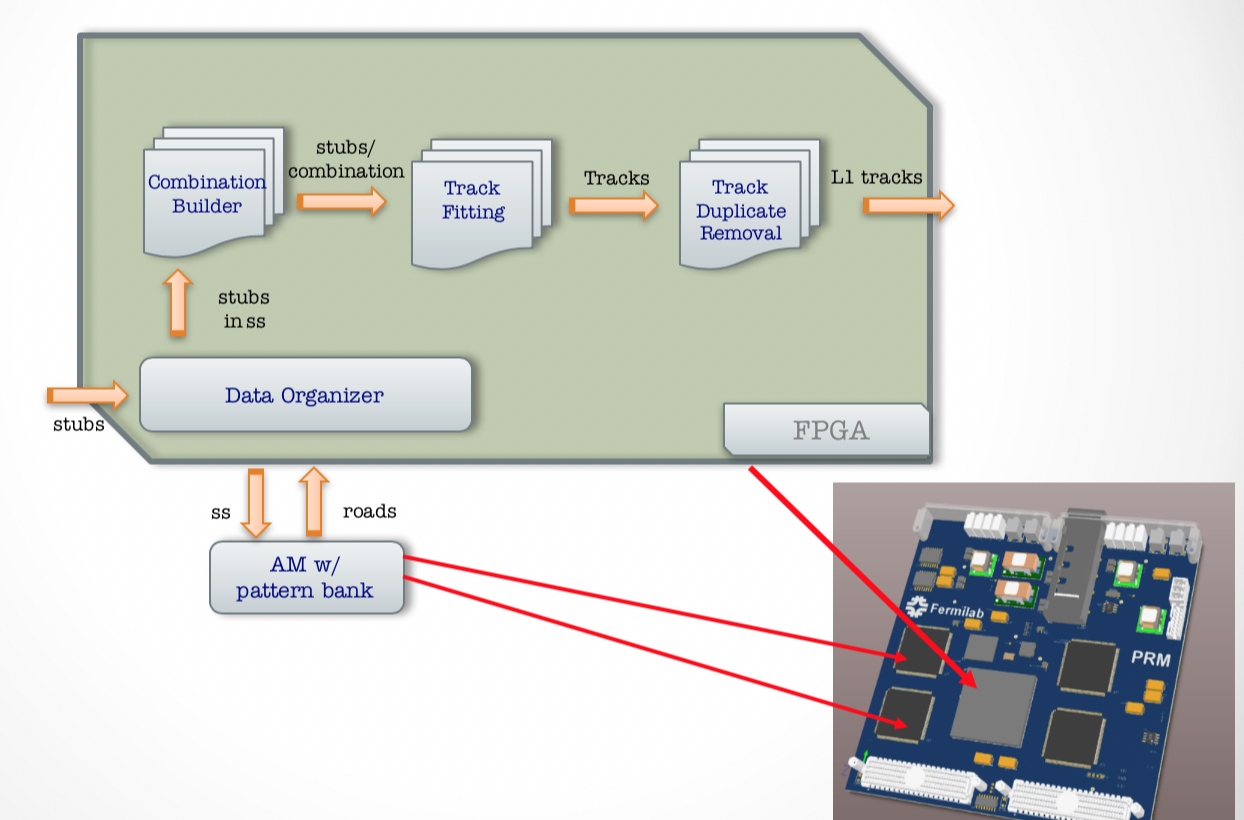 stubs/
combination
Combination
Builder
Track
Fitting
Tracks
Track
Duplicate
Removal
L1 tracks
stubs
in ss
Data Organizer
stubs
FPGA
ss
roads
AM w/
pattern bank
Fermilab
PRM